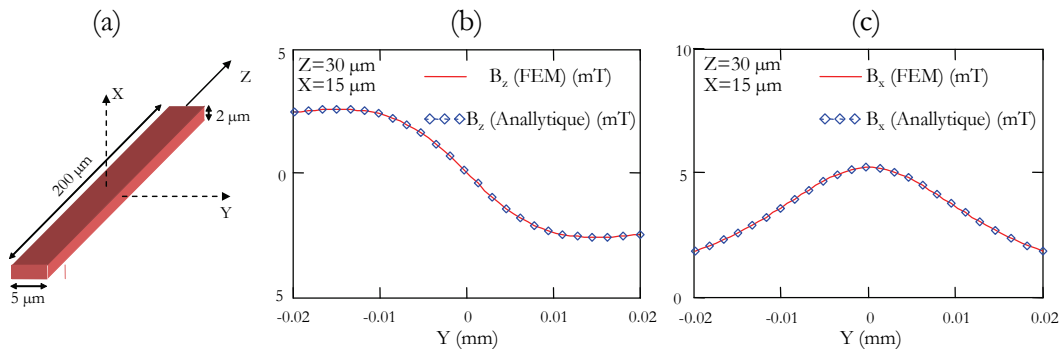 (a)
Z
X
2 μm
200 μm
Y
5 μm
(b)
5
Z=30 μm
X=15 μm
B_z (FEM) (mT)
B_z (Anallytique) (mT)
0
5
-0.02
-0.01
0
0.01
0.02
Y (mm)
(c)
10
Z=30 μm
X=15 μm
B_x (FEM) (mT)
B_x (Anallytique) (mT)
5
0
-0.02
-0.01
0
0.01
0.02
Y (mm)